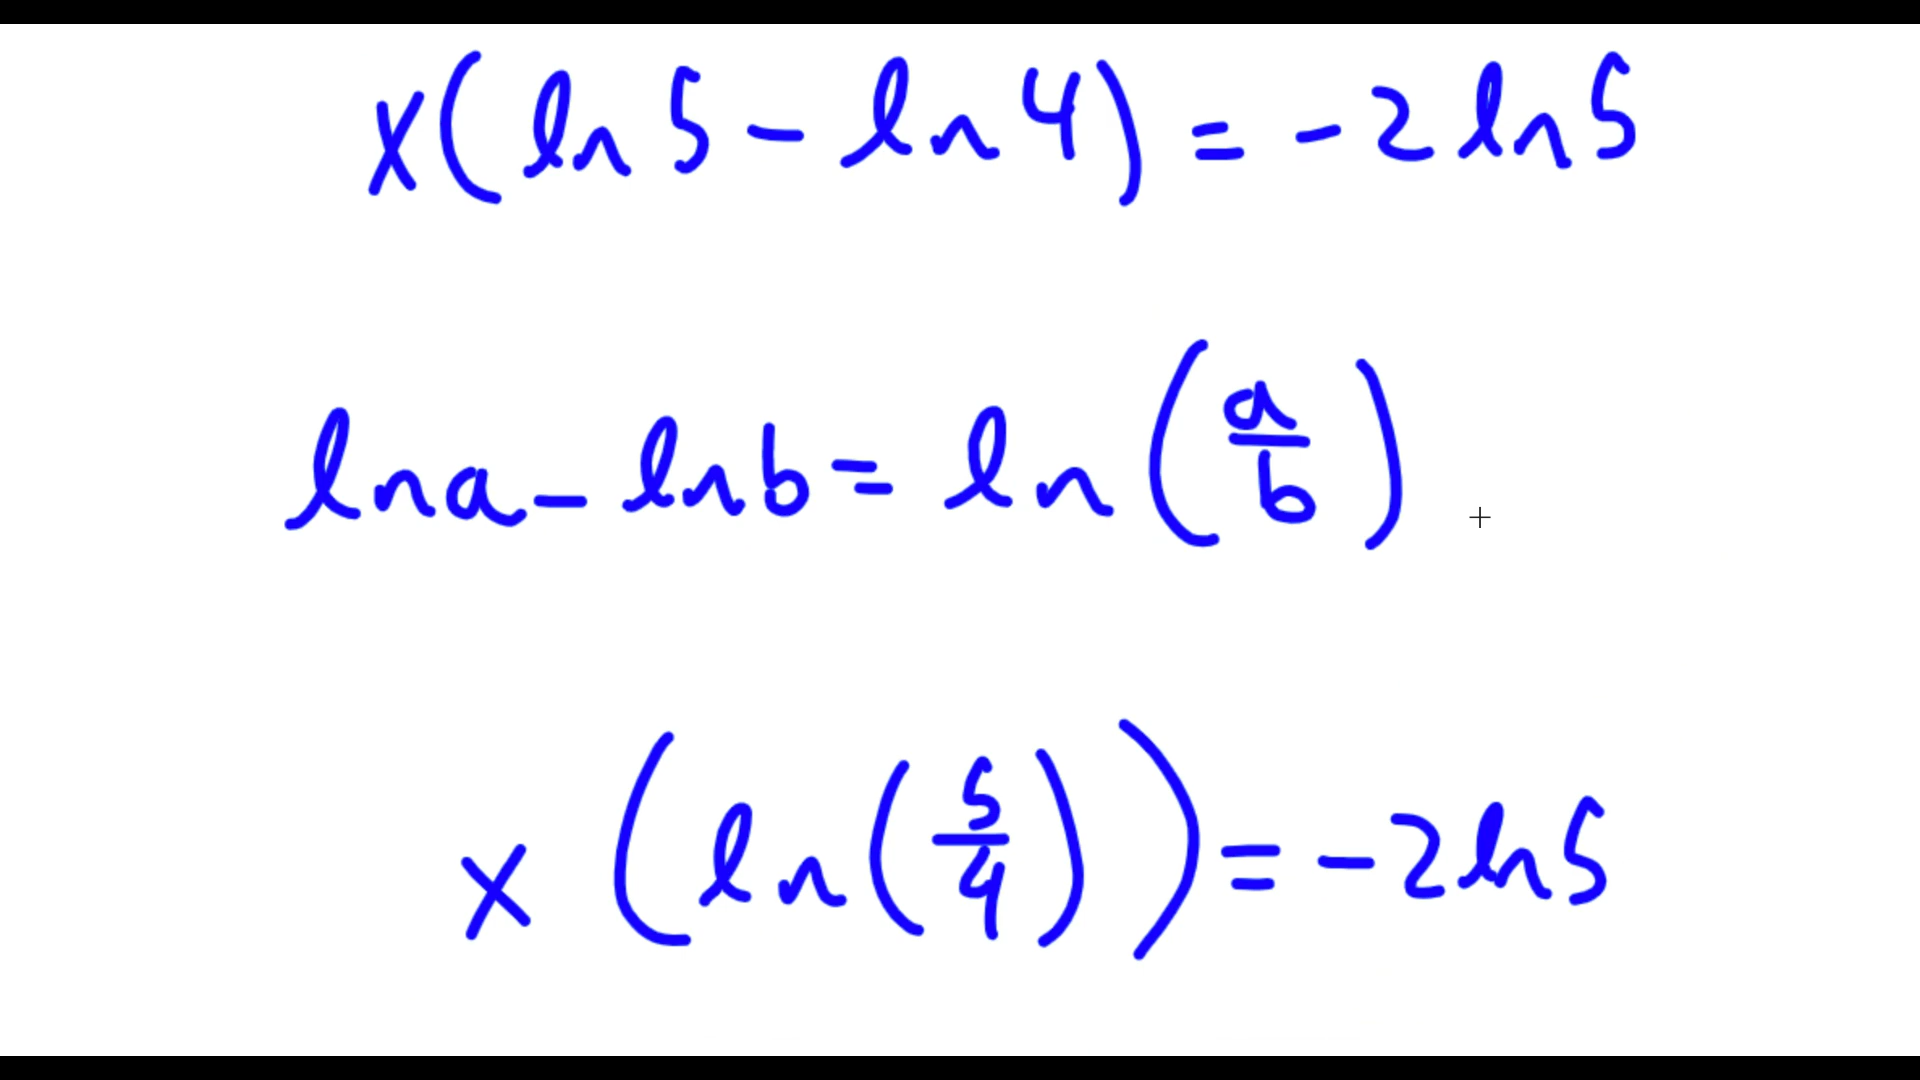 x(ln 5 - ln 4) = -2 ln 5
ln a - ln b = ln (a/b)
x (ln (5/4)) = -2 ln 5